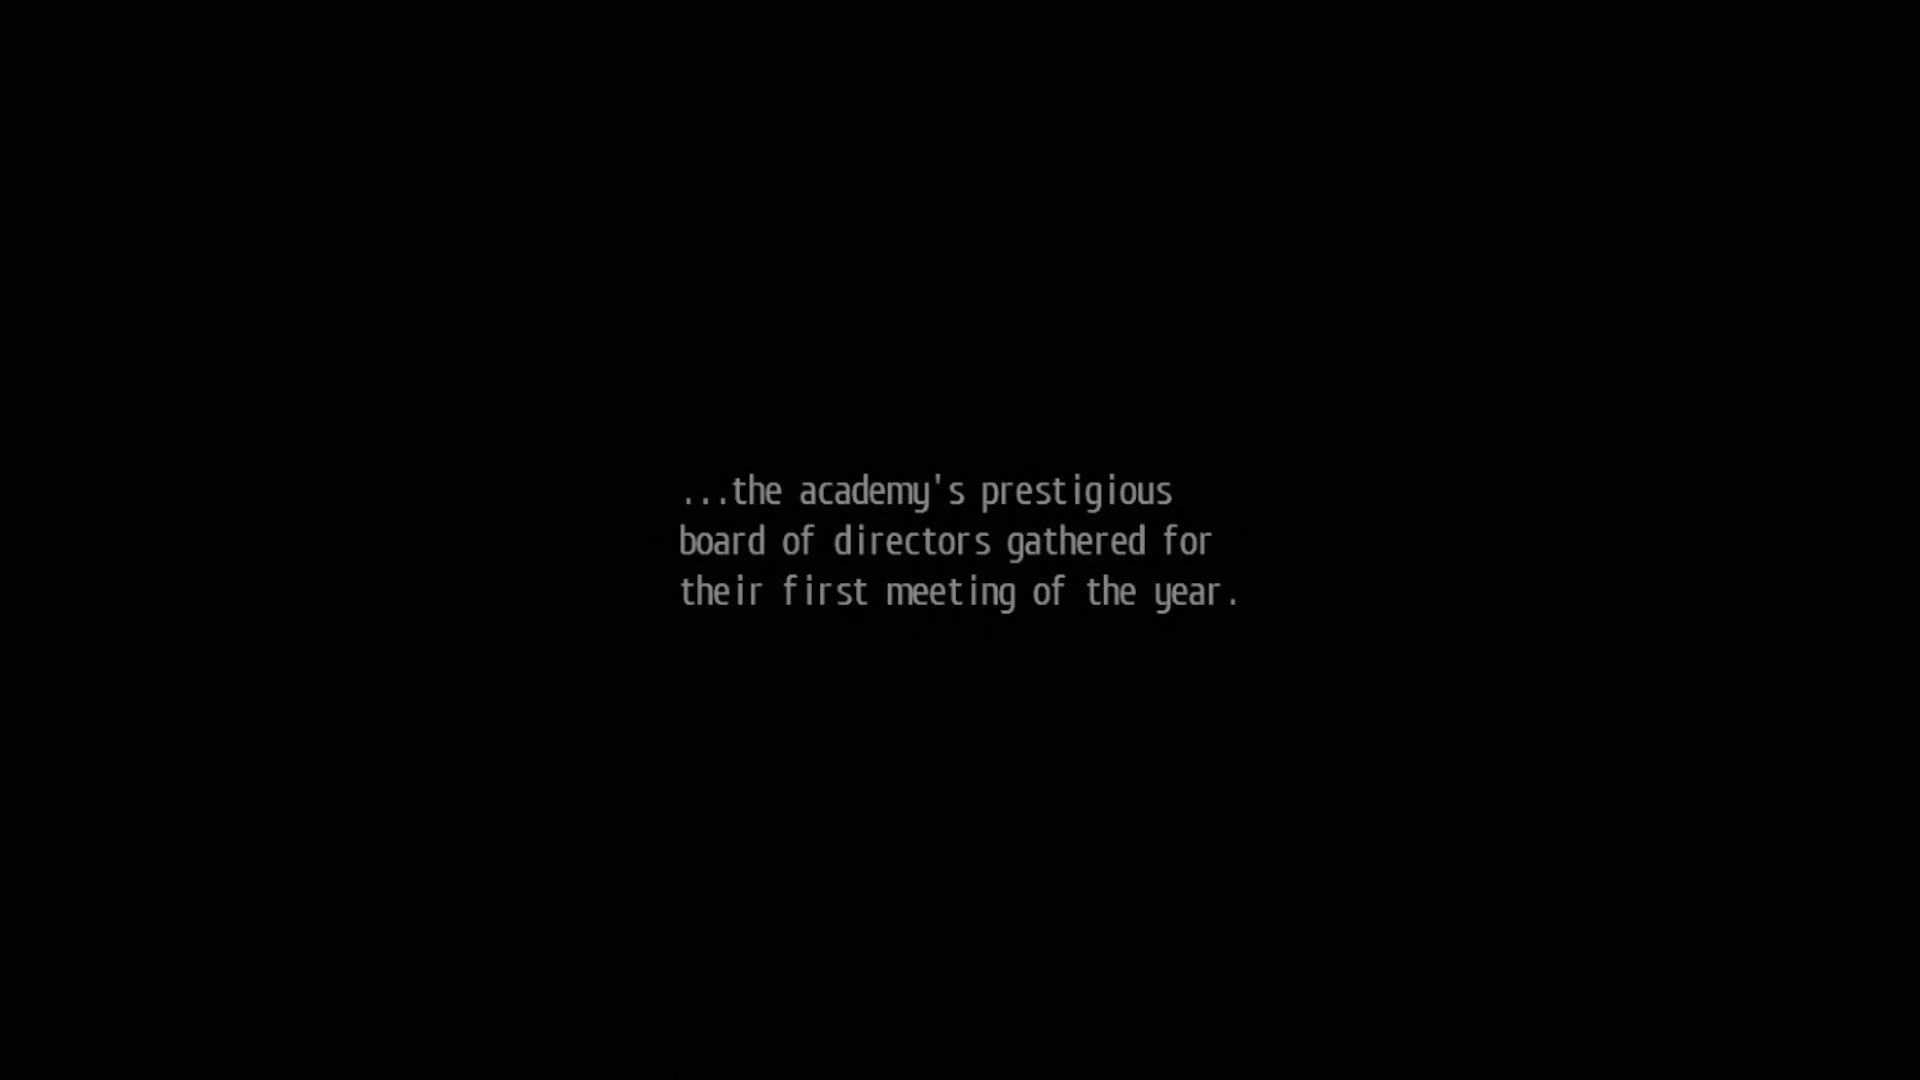 ...the academy's prestigious
board of directors gathered for
their first meeting of the year.